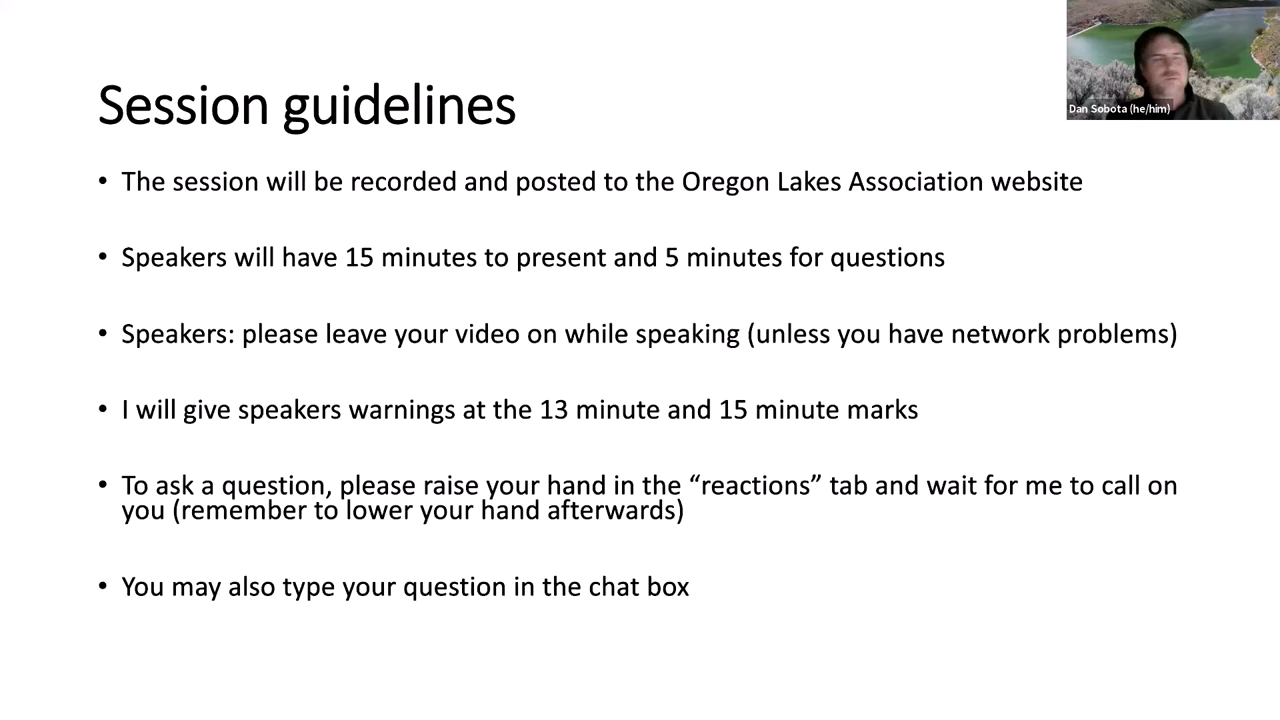 Session guidelines
Dan Sobota (he/him)
• The session will be recorded and posted to the Oregon Lakes Association website
• Speakers will have 15 minutes to present and 5 minutes for questions
• Speakers: please leave your video on while speaking (unless you have network problems)
• I will give speakers warnings at the 13 minute and 15 minute marks
• To ask a question, please raise your hand in the “reactions” tab and wait for me to call on
you (remember to lower your hand afterwards)
• You may also type your question in the chat box